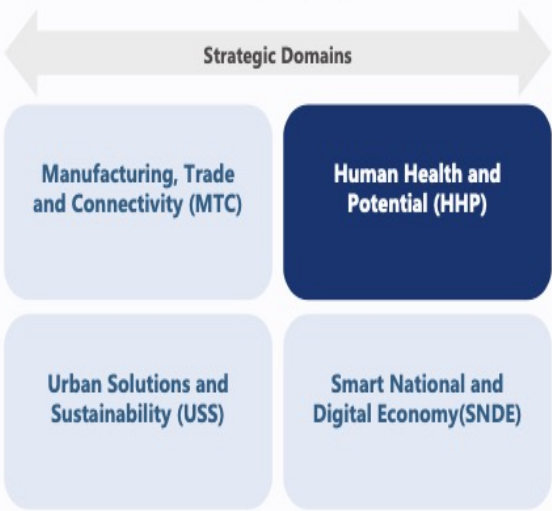 Strategic Domains
Manufacturing, Trade
and Connectivity (MTC)
Human Health and
Potential (HHP)
Urban Solutions and
Sustainability (USS)
Smart National and
Digital Economy(SNDE)